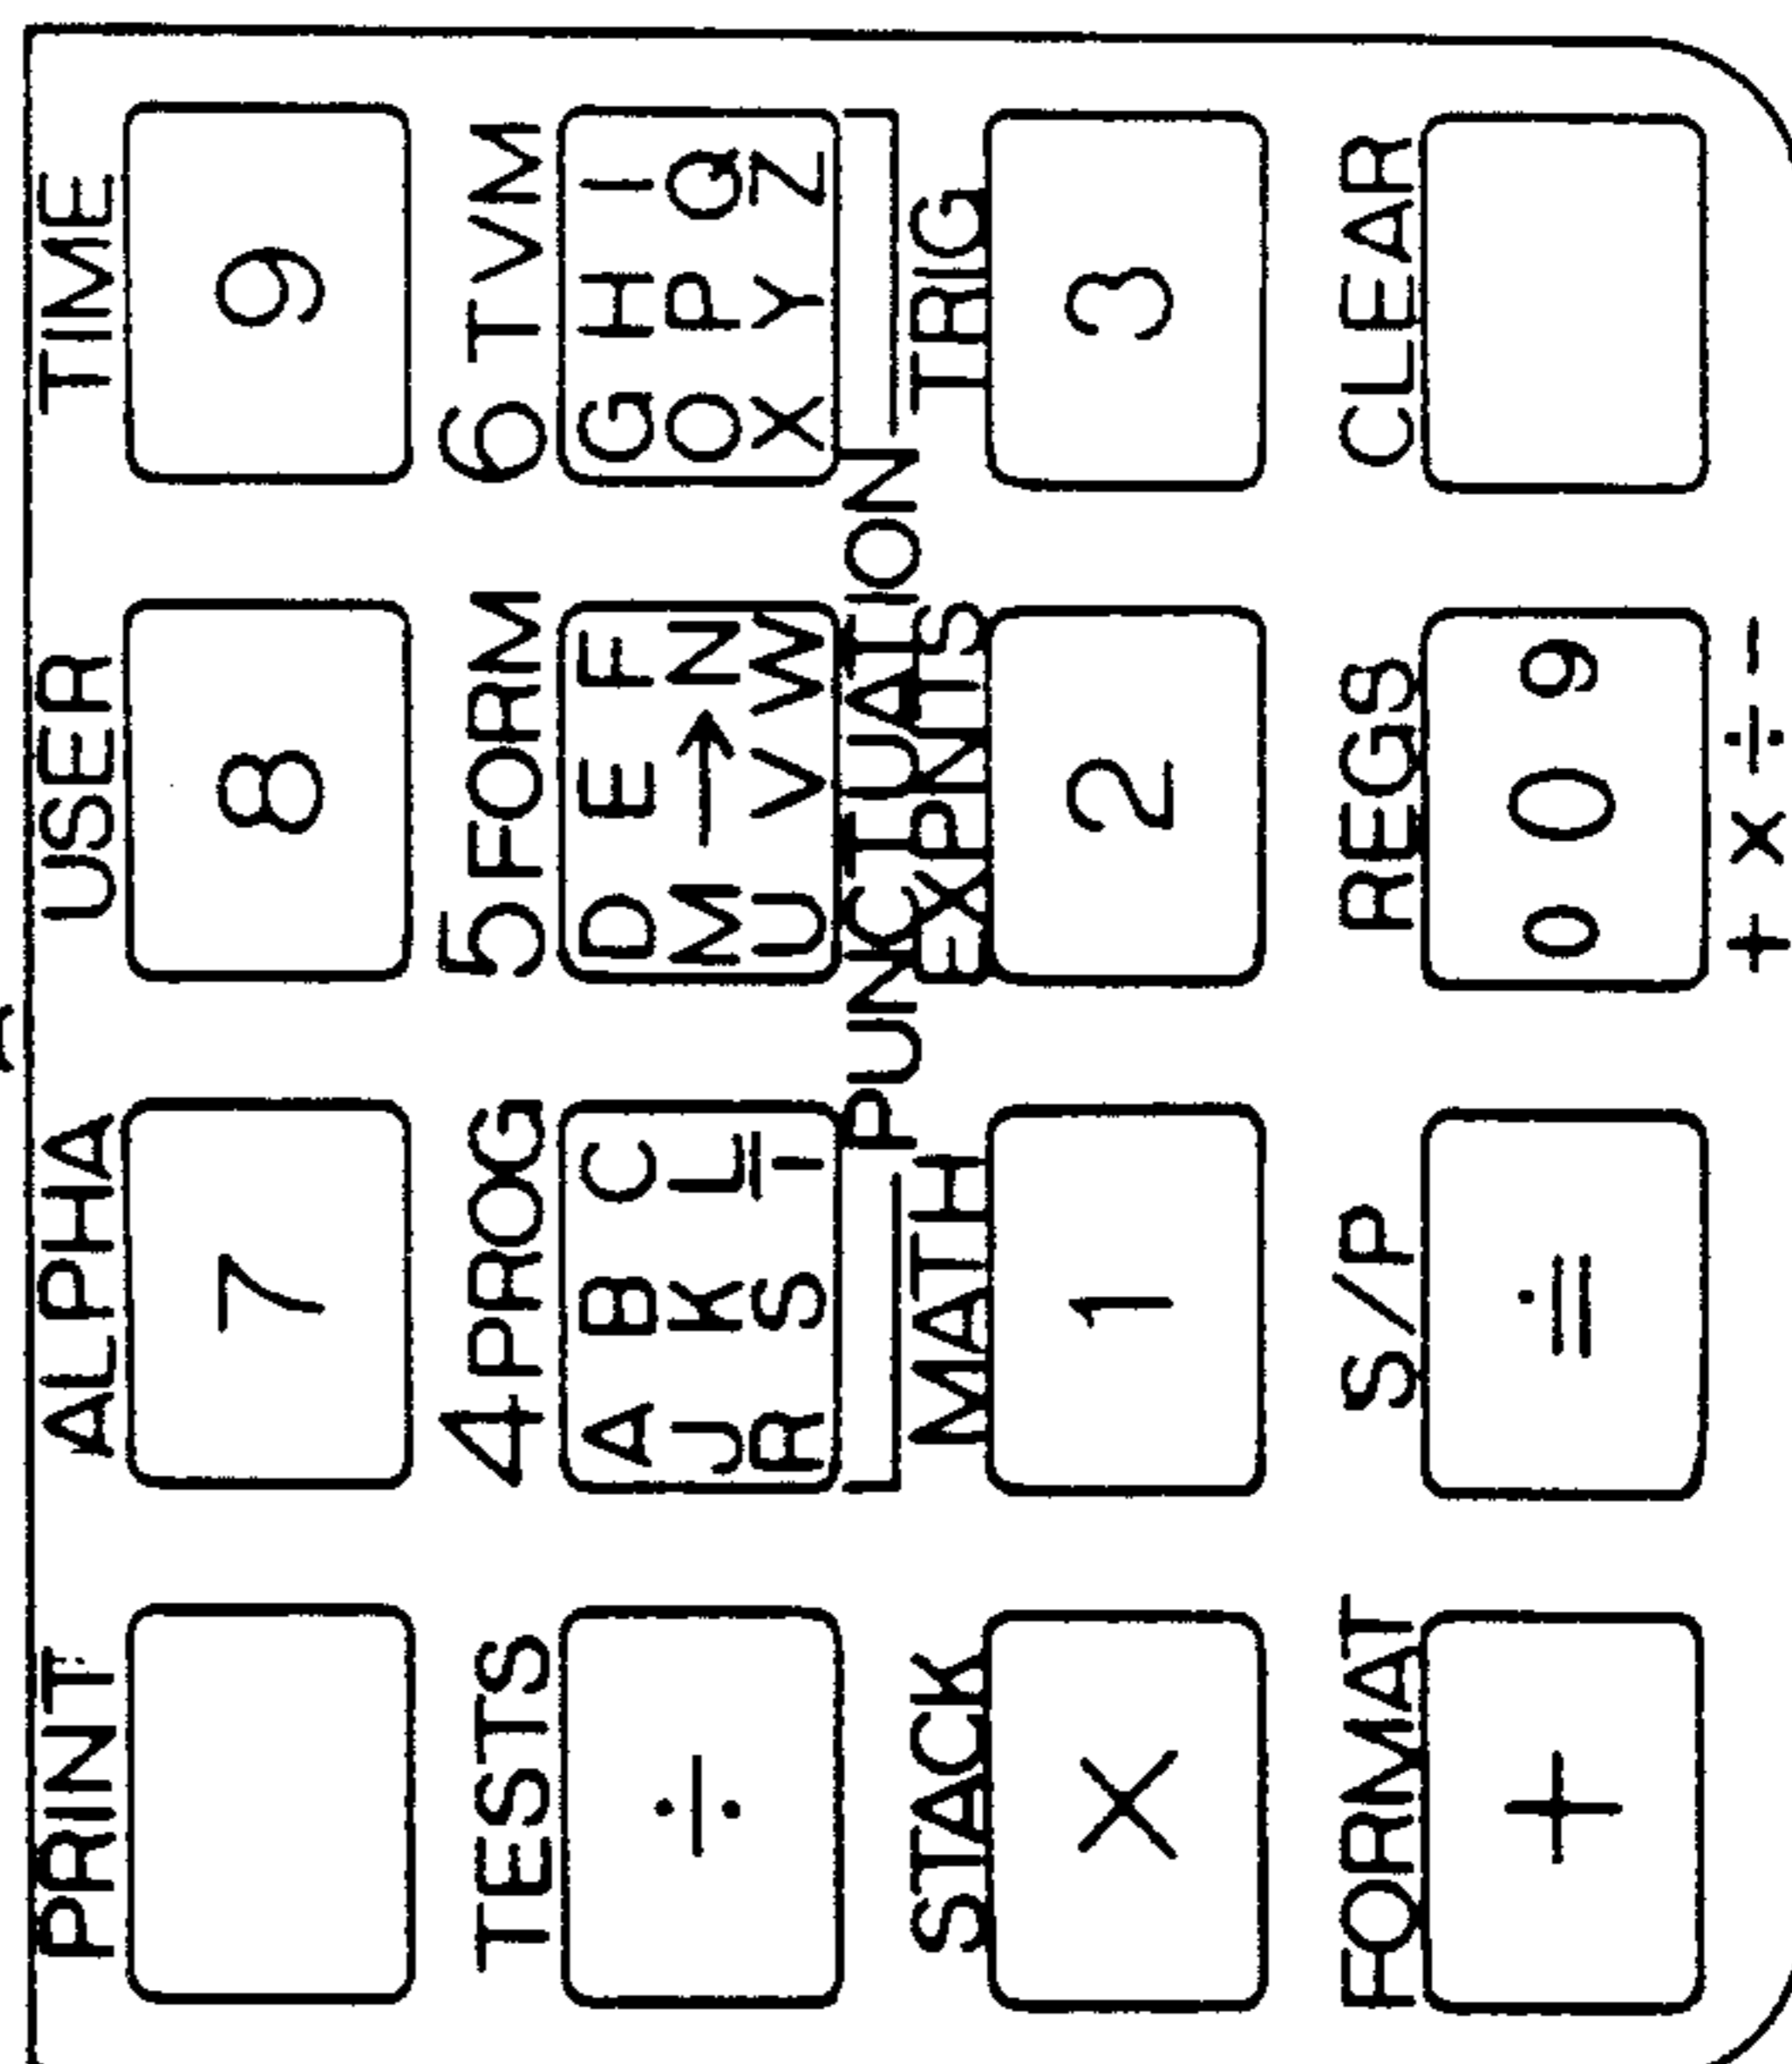 PRINT ALPHA USER TIME
7 8 9
TESTS 4 PROG 5 FORM 6 TVM
A B C D E F G H I
÷ J K L M → N O P Q
R S T U V W X Y Z
PUNCTUATION
STACK MATH EXPNTS TRIG
× 1 2 3
FORMAT S/P REGS CLEAR
+ ≐ 0 0 9
+ × ÷ −